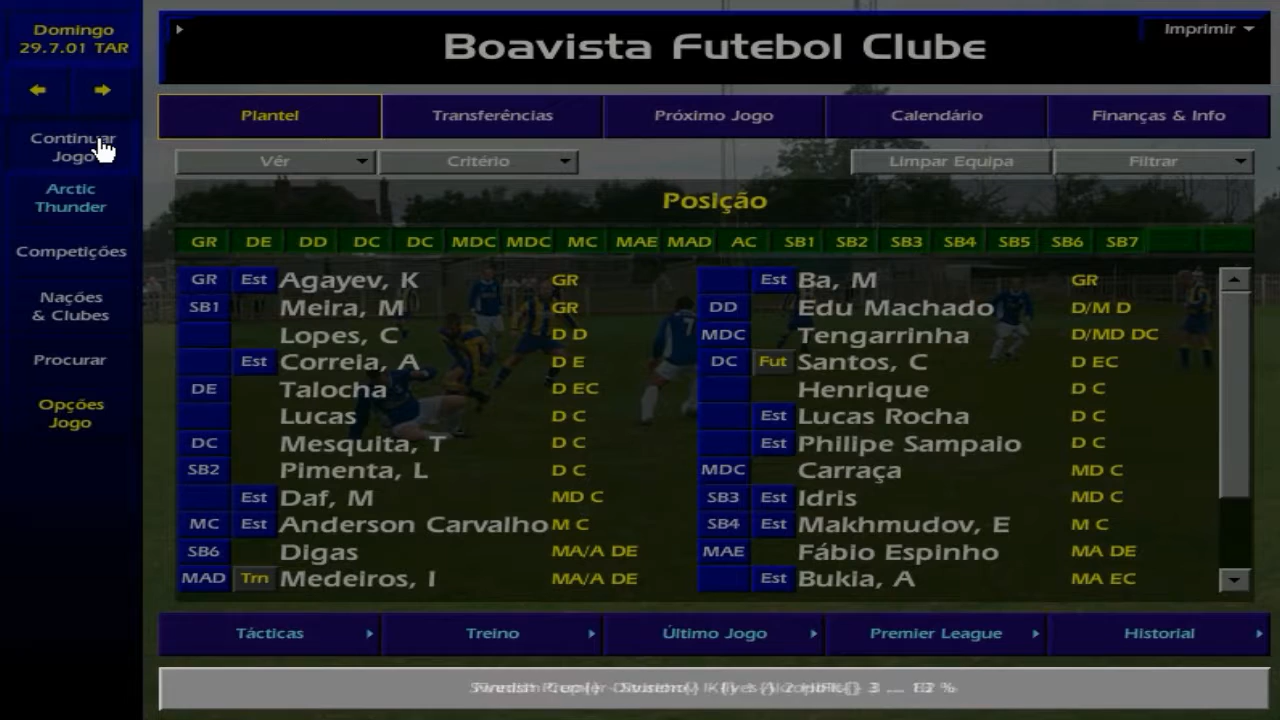 Domingo
29.7.01 TAR
Continuar
Jogo
Arctic
Thunder
Competições
Nações
& Clubes
Procurar
Opções
Jogo
Boavista Futebol Clube
Imprimir
Plantel
Transferências
Próximo Jogo
Calendário
Finanças & Info
Vêr
Critério
Limpar Equipa
Filtrar
Posição
GR DE DD DC DC MDC MDC MC MAE MAD AC SB1 SB2 SB3 SB4 SB5 SB6 SB7
GR Est Agayev, K GR
Est Ba, M GR
SB1 Meira, M GR
DD Edu Machado D/M D
Lopes, C D D
MDC Tengarrinha D/MD DC
Est Correia, A D E
DC Fut Santos, C D EC
DE Talocha D EC
Henrique D C
Lucas D C
Est Lucas Rocha D C
DC Mesquita, T D C
Est Philipe Sampaio D C
SB2 Pimenta, L D C
MDC Carraça MD C
Est Daf, M MD C
SB3 Est Idris MD C
MC Est Anderson Carvalho M C
SB4 Est Makhmudov, E M C
SB6 Digas MA/A DE
MAE Fábio Espinho MA DE
MAD Trn Medeiros, I MA/A DE
Est Bukia, A MA EC
Tácticas
Treino
Último Jogo
Premier League
Historial